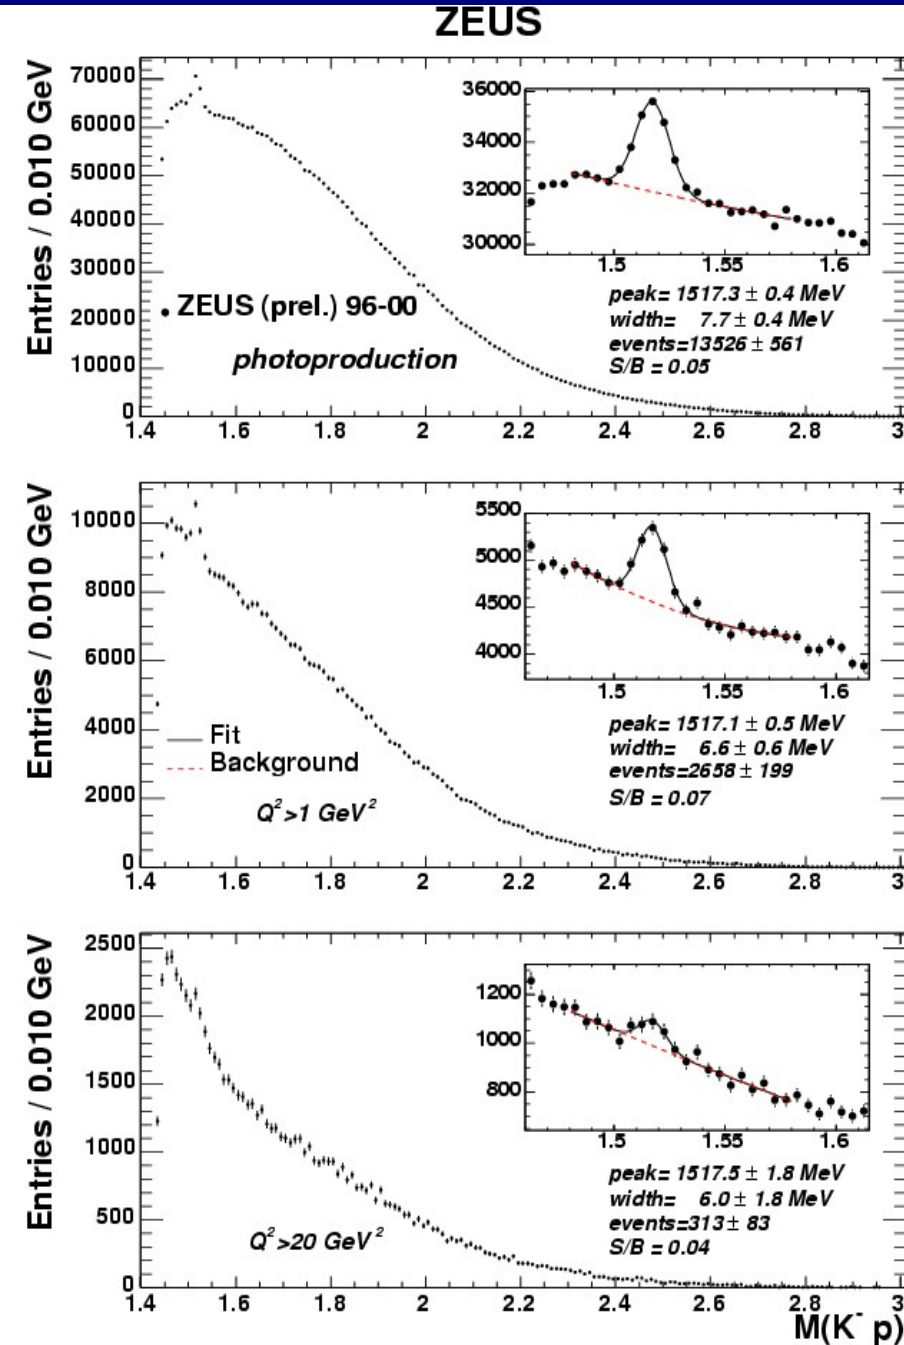 ZEUS
Entries / 0.010 GeV
70000
60000
50000
40000
30000
20000
10000
0
1.4 1.6 1.8 2 2.2 2.4 2.6 2.8 3
ZEUS (prel.) 96-00
photoproduction
36000
34000
32000
30000
1.5 1.55 1.6
peak= 1517.3 ± 0.4 MeV
width= 7.7 ± 0.4 MeV
events=13526 ± 561
S/B = 0.05
Entries / 0.010 GeV
10000
8000
6000
4000
2000
0
1.4 1.6 1.8 2 2.2 2.4 2.6 2.8 3
Fit
Background
Q²>1 GeV²
5500
5000
4500
4000
1.5 1.55 1.6
peak= 1517.1 ± 0.5 MeV
width= 6.6 ± 0.6 MeV
events=2658 ± 199
S/B = 0.07
Entries / 0.010 GeV
2500
2000
1500
1000
500
0
1.4 1.6 1.8 2 2.2 2.4 2.6 2.8 3
Q²>20 GeV²
1200
1000
800
1.5 1.55 1.6
peak= 1517.5 ± 1.8 MeV
width= 6.0 ± 1.8 MeV
events=313 ± 83
S/B = 0.04
M(K⁻ p)